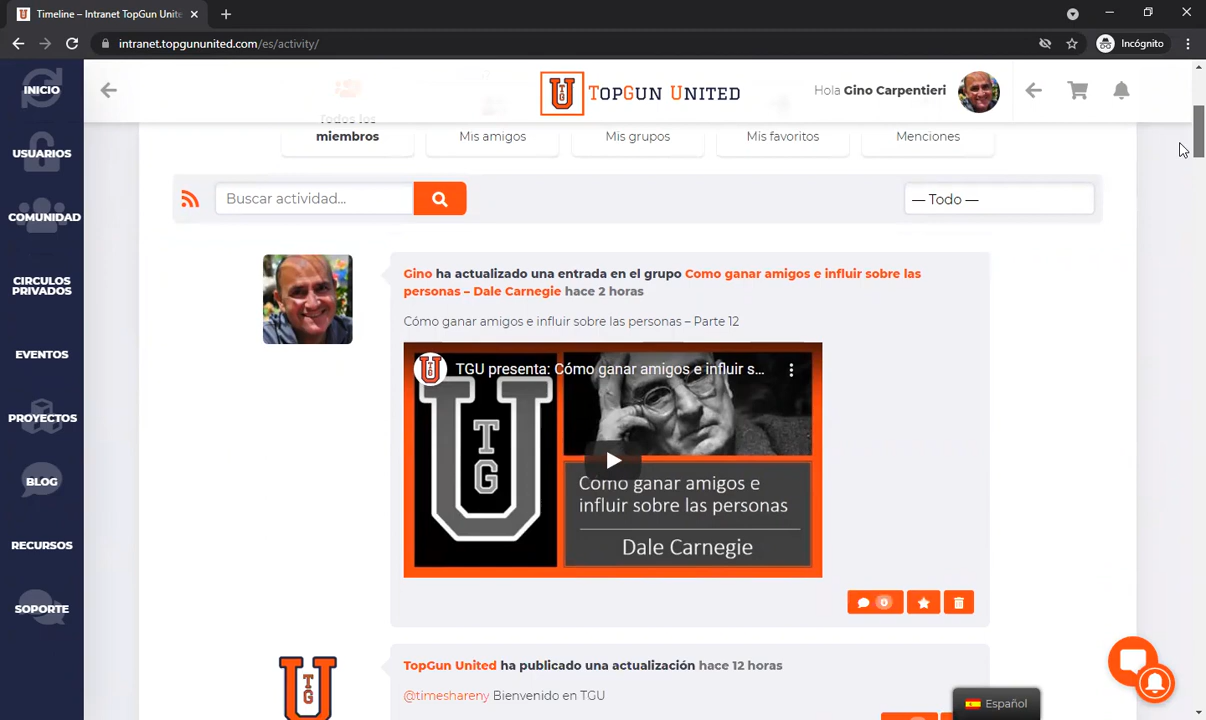 Timeline – Intranet TopGun Unite
intranet.topgununited.com/es/activity/
Incógnito
INICIO
USUARIOS
COMUNIDAD
CIRCULOS
PRIVADOS
EVENTOS
PROYECTOS
BLOG
RECURSOS
SOPORTE
U
TG
TOPGUN UNITED
Hola Gino Carpentieri
Todos los
miembros
Mis amigos
Mis grupos
Mis favoritos
Menciones
Buscar actividad...
— Todo —
Gino ha actualizado una entrada en el grupo Como ganar amigos e influir sobre las
personas – Dale Carnegie hace 2 horas
Cómo ganar amigos e influir sobre las personas – Parte 12
TGU presenta: Cómo ganar amigos e influir s...
U
TG
Cómo ganar amigos e
influir sobre las personas
Dale Carnegie
0
U
TG
TopGun United ha publicado una actualización hace 12 horas
@timeshareny Bienvenido en TGU
Español